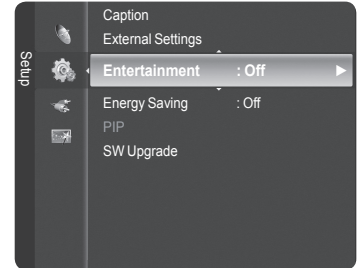 Setup
Caption
External Settings
Entertainment : Off
Energy Saving : Off
PIP
SW Upgrade